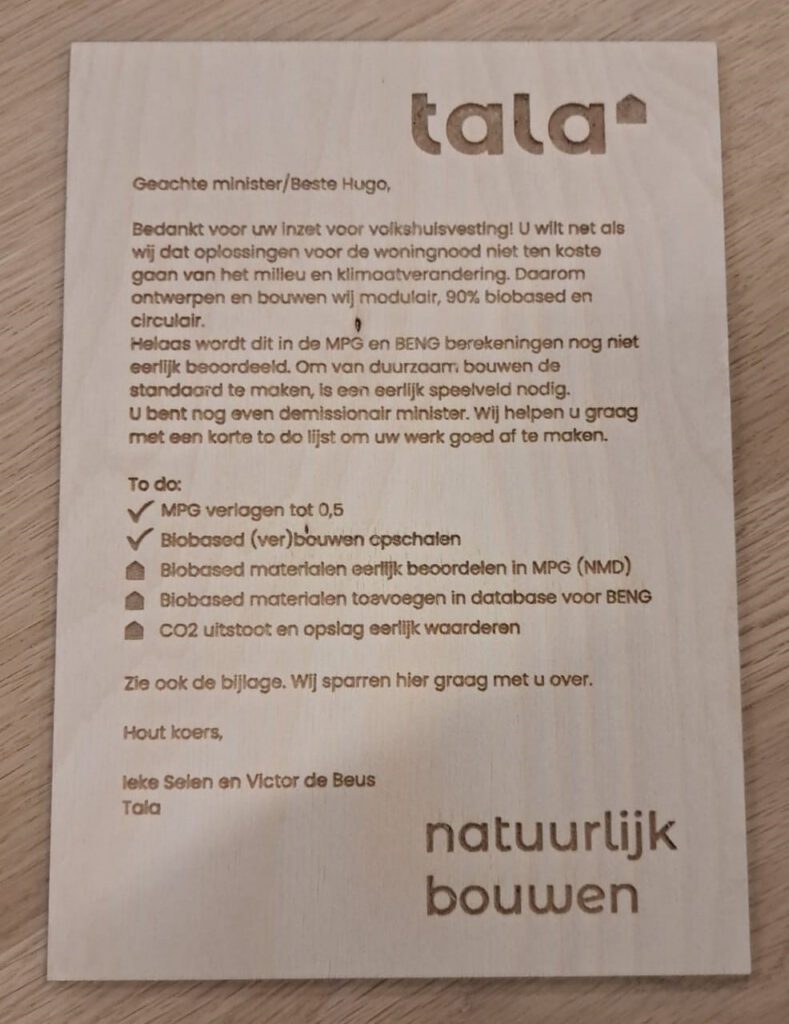 tala
Geachte minister/Beste Hugo,
Bedankt voor uw inzet voor volkshuisvesting! U wilt net als
wij dat oplossingen voor de woningnood niet ten koste
gaan van het milieu en klimaatverandering. Daarom
ontwerpen en bouwen wij modulair, 90% biobased en
circulair.
Helaas wordt dit in de MPG en BENG berekeningen nog niet
eerlijk beoordeeld. Om van duurzaam bouwen de
standaard te maken, is een eerlijk speelveld nodig.
U bent nog even demissionair minister. Wij helpen u graag
met een korte to do lijst om uw werk goed af te maken.
To do:
MPG verlagen tot 0,5
Biobased (ver)bouwen opschalen
Biobased materialen eerlijk beoordelen in MPG (NMD)
Biobased materialen toevoegen in database voor BENG
CO2 uitstoot en opslag eerlijk waarderen
Zie ook de bijlage. Wij sparren hier graag met u over.
Hout koers,
Ieke Selen en Victor de Beus
Tala
natuurlijk
bouwen